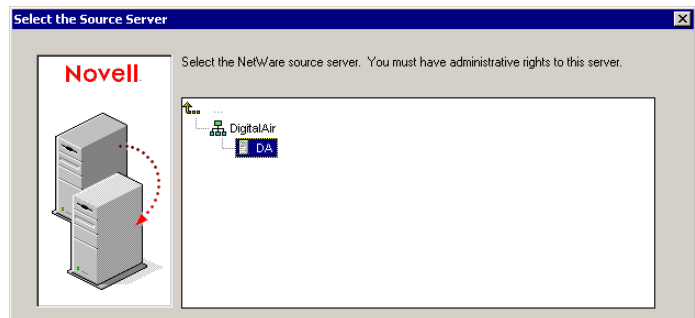 Select the Source Server
Novell.
Select the NetWare source server. You must have administrative rights to this server.
...
DigitalAir
DA